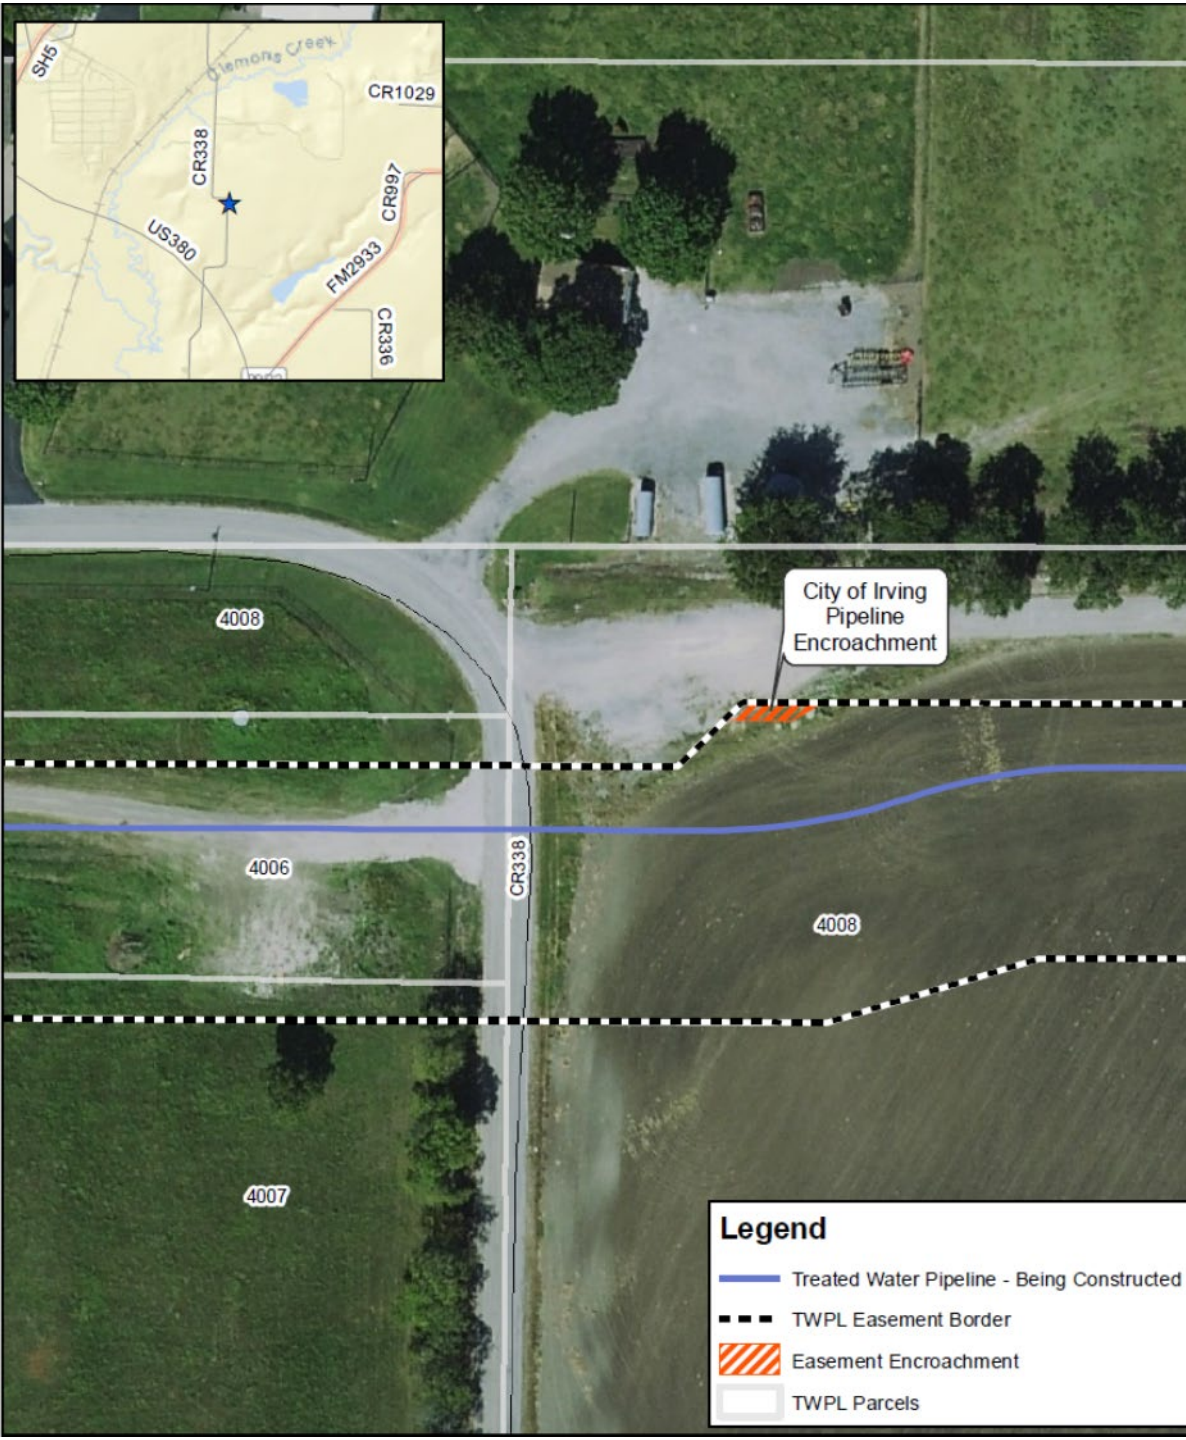 SH5
Clemons Creek
CR1029
CR338
CR997
US380
FM2933
CR336
City of Irving
Pipeline
Encroachment
4008
4006
CR338
4008
4007
Legend
Treated Water Pipeline - Being Constructed
TWPL Easement Border
Easement Encroachment
TWPL Parcels